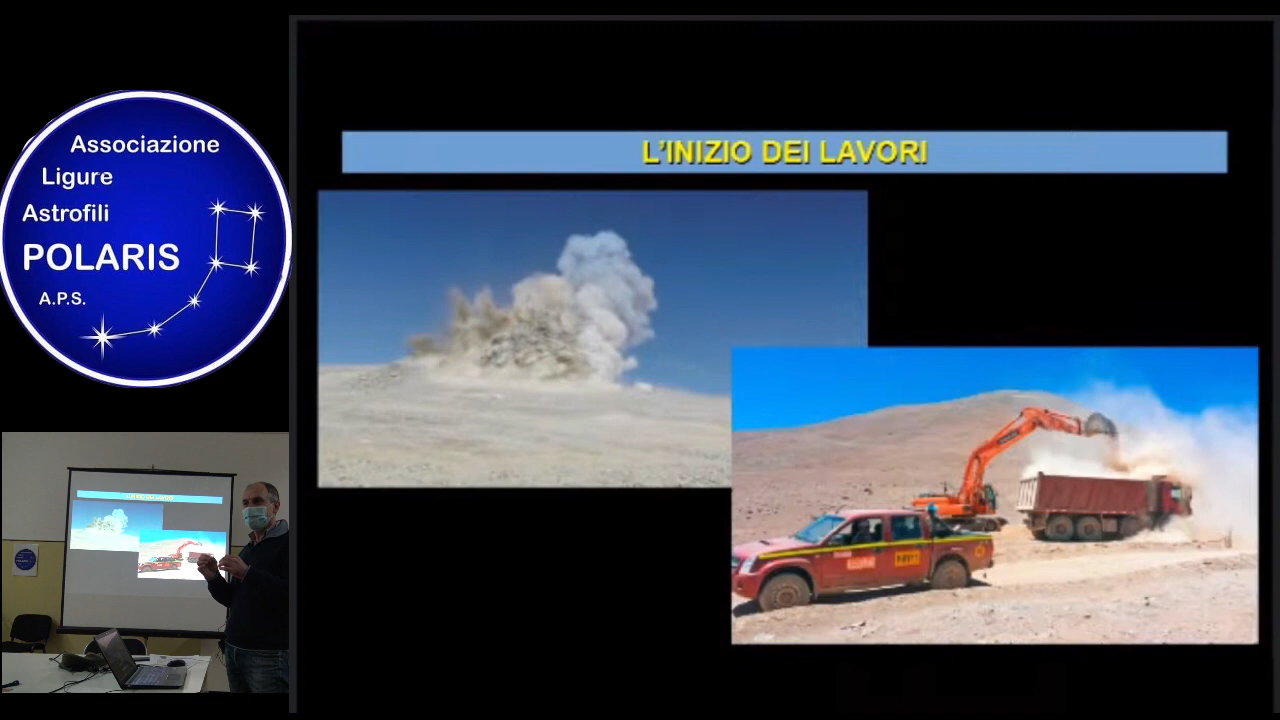 Associazione
Ligure
Astrofili
POLARIS
A.P.S.
L'INIZIO DEI LAVORI